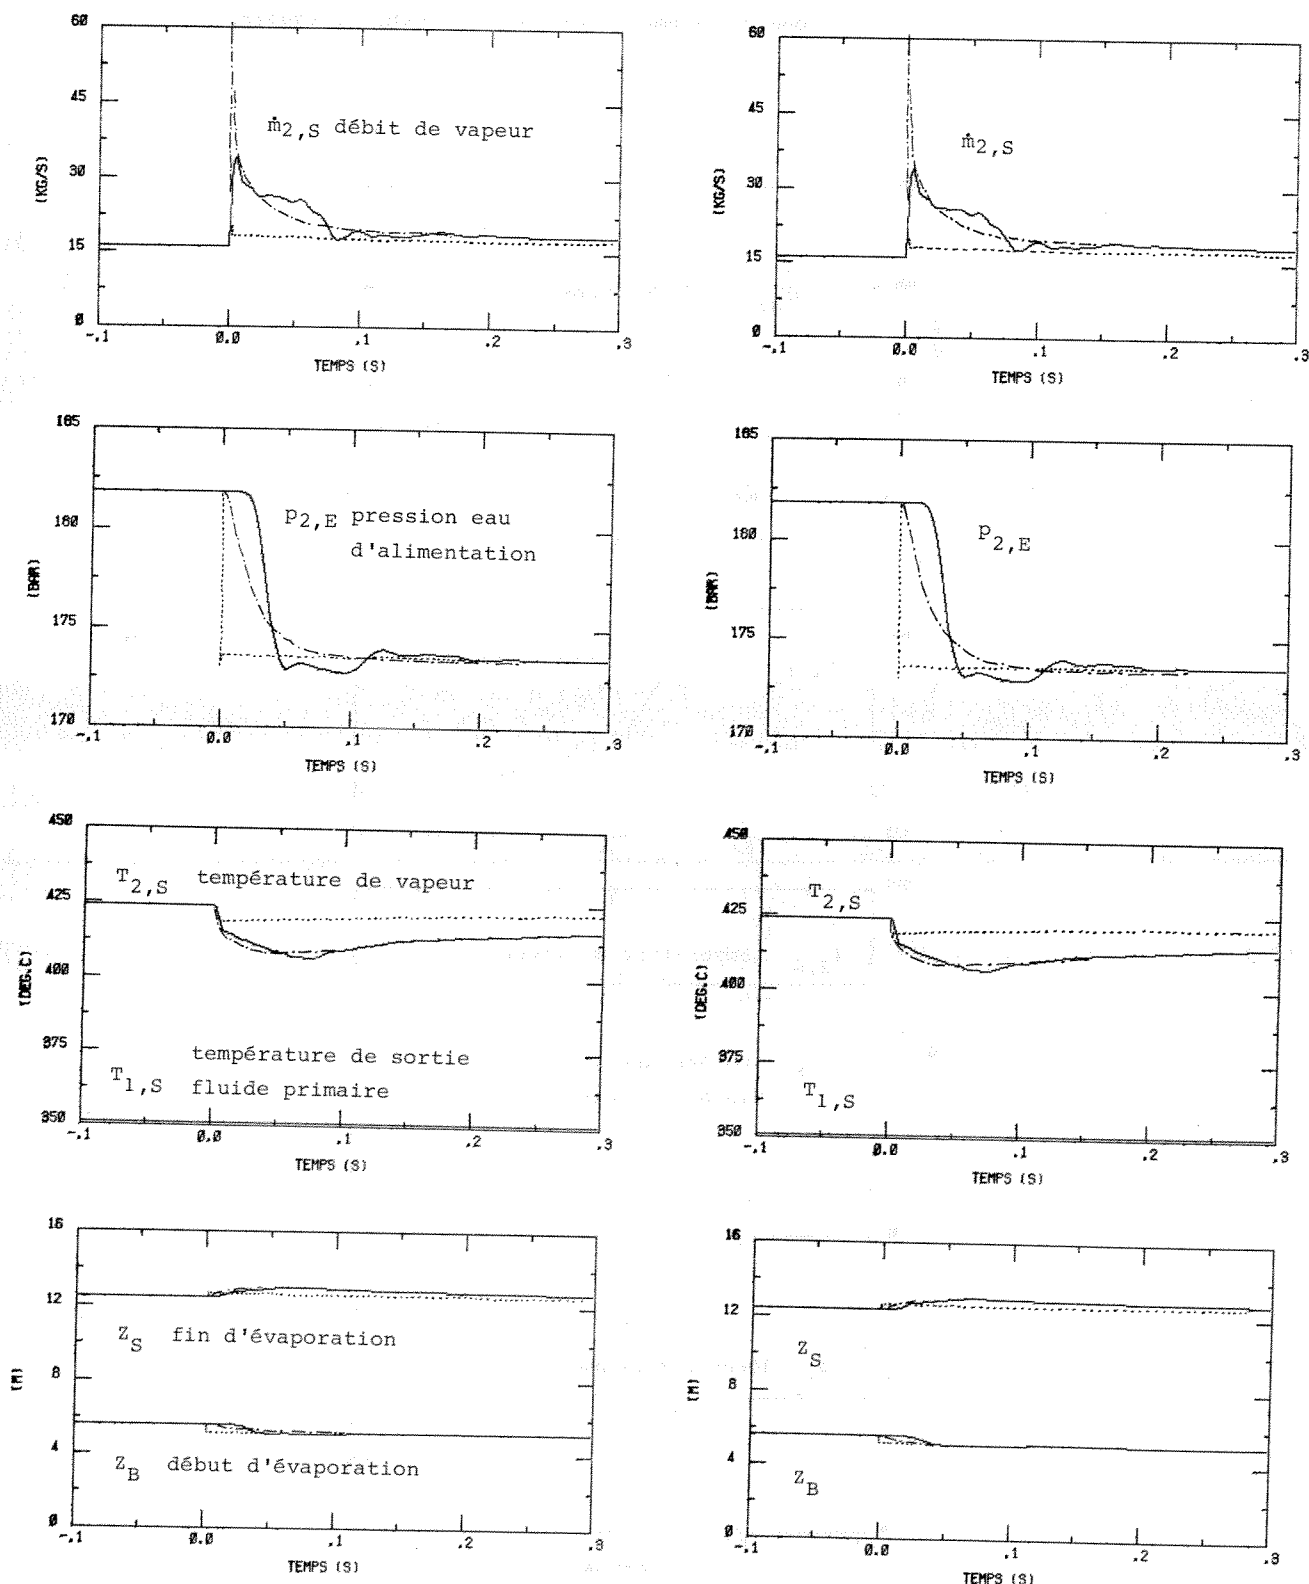 60
45
30
15
0
(KG/S)
ṁ2,S débit de vapeur
-.1
0.0
.1
.2
.3
TEMPS (S)
60
45
30
15
0
(KG/S)
ṁ2,S
-.1
0.0
.1
.2
.3
TEMPS (S)
185
180
175
170
(BAR)
p2,E pression eau
d'alimentation
-.1
0.0
.1
.2
.3
TEMPS (S)
185
180
175
170
(BAR)
p2,E
-.1
0.0
.1
.2
.3
TEMPS (S)
450
425
400
375
350
(DEG.C)
T2,S température de vapeur
température de sortie
T1,S fluide primaire
-.1
0.0
.1
.2
.3
TEMPS (S)
450
425
400
375
350
(DEG.C)
T2,S
T1,S
-.1
0.0
.1
.2
.3
TEMPS (S)
16
12
8
4
0
(M)
ZS fin d'évaporation
ZB début d'évaporation
-.1
0.0
.1
.2
.3
TEMPS (S)
16
12
8
4
0
(M)
ZS
ZB
-.1
0.0
.1
.2
.3
TEMPS (S)